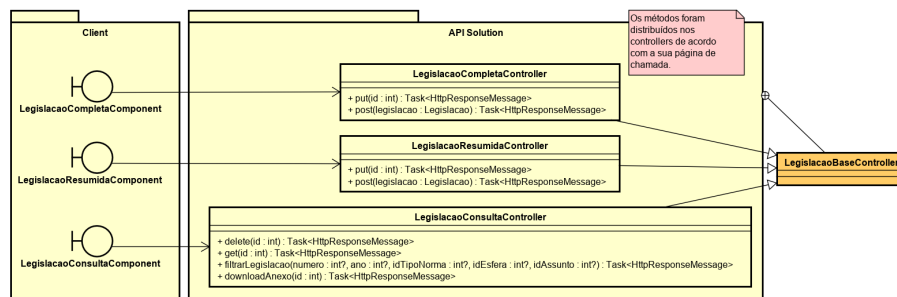 Client
API Solution
Os métodos foram
distribuídos nos
controllers de acordo
com a sua página de
chamada.
LegislacaoCompletaComponent
LegislacaoCompletaController
+ put(id : int) : Task<HttpResponseMessage>
+ post(legislacao : Legislacao) : Task<HttpResponseMessage>
LegislacaoResumidaComponent
LegislacaoResumidaController
+ put(id : int) : Task<HttpResponseMessage>
+ post(legislacao : Legislacao) : Task<HttpResponseMessage>
LegislacaoBaseController
LegislacaoConsultaComponent
LegislacaoConsultaController
+ delete(id : int) : Task<HttpResponseMessage>
+ get(id : int) : Task<HttpResponseMessage>
+ filtrarLegislacao(numero : int?, ano : int?, idTipoNorma : int?, idEsfera : int?, idAssunto : int?) : Task<HttpResponseMessage>
+ downloadAnexo(id : int) : Task<HttpResponseMessage>